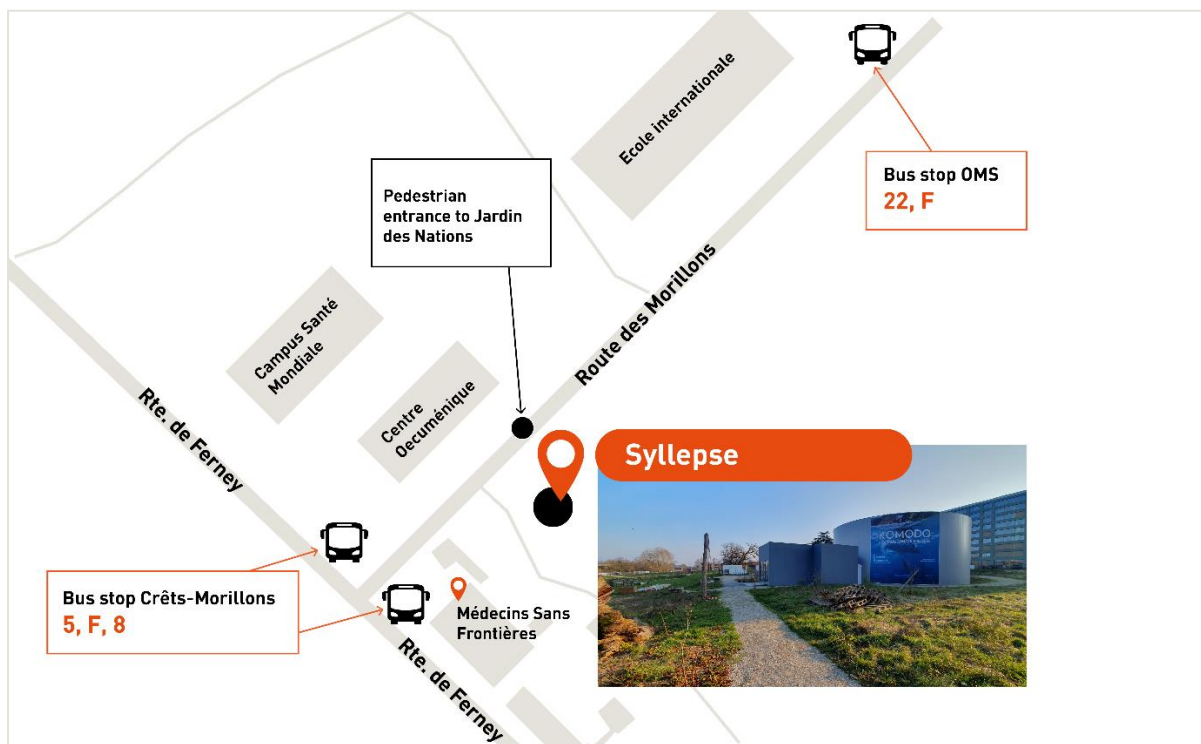 Ecole internationale
Bus stop OMS
22, F
Pedestrian
entrance to Jardin
des Nations
Route des Morillons
Campus Santé
Mondiale
Centre
Oecuménique
Rte. de Ferney
Syllepse
KOMODO
Bus stop Crêts-Morillons
5, F, 8
Médecins Sans
Frontières
Rte. de Ferney